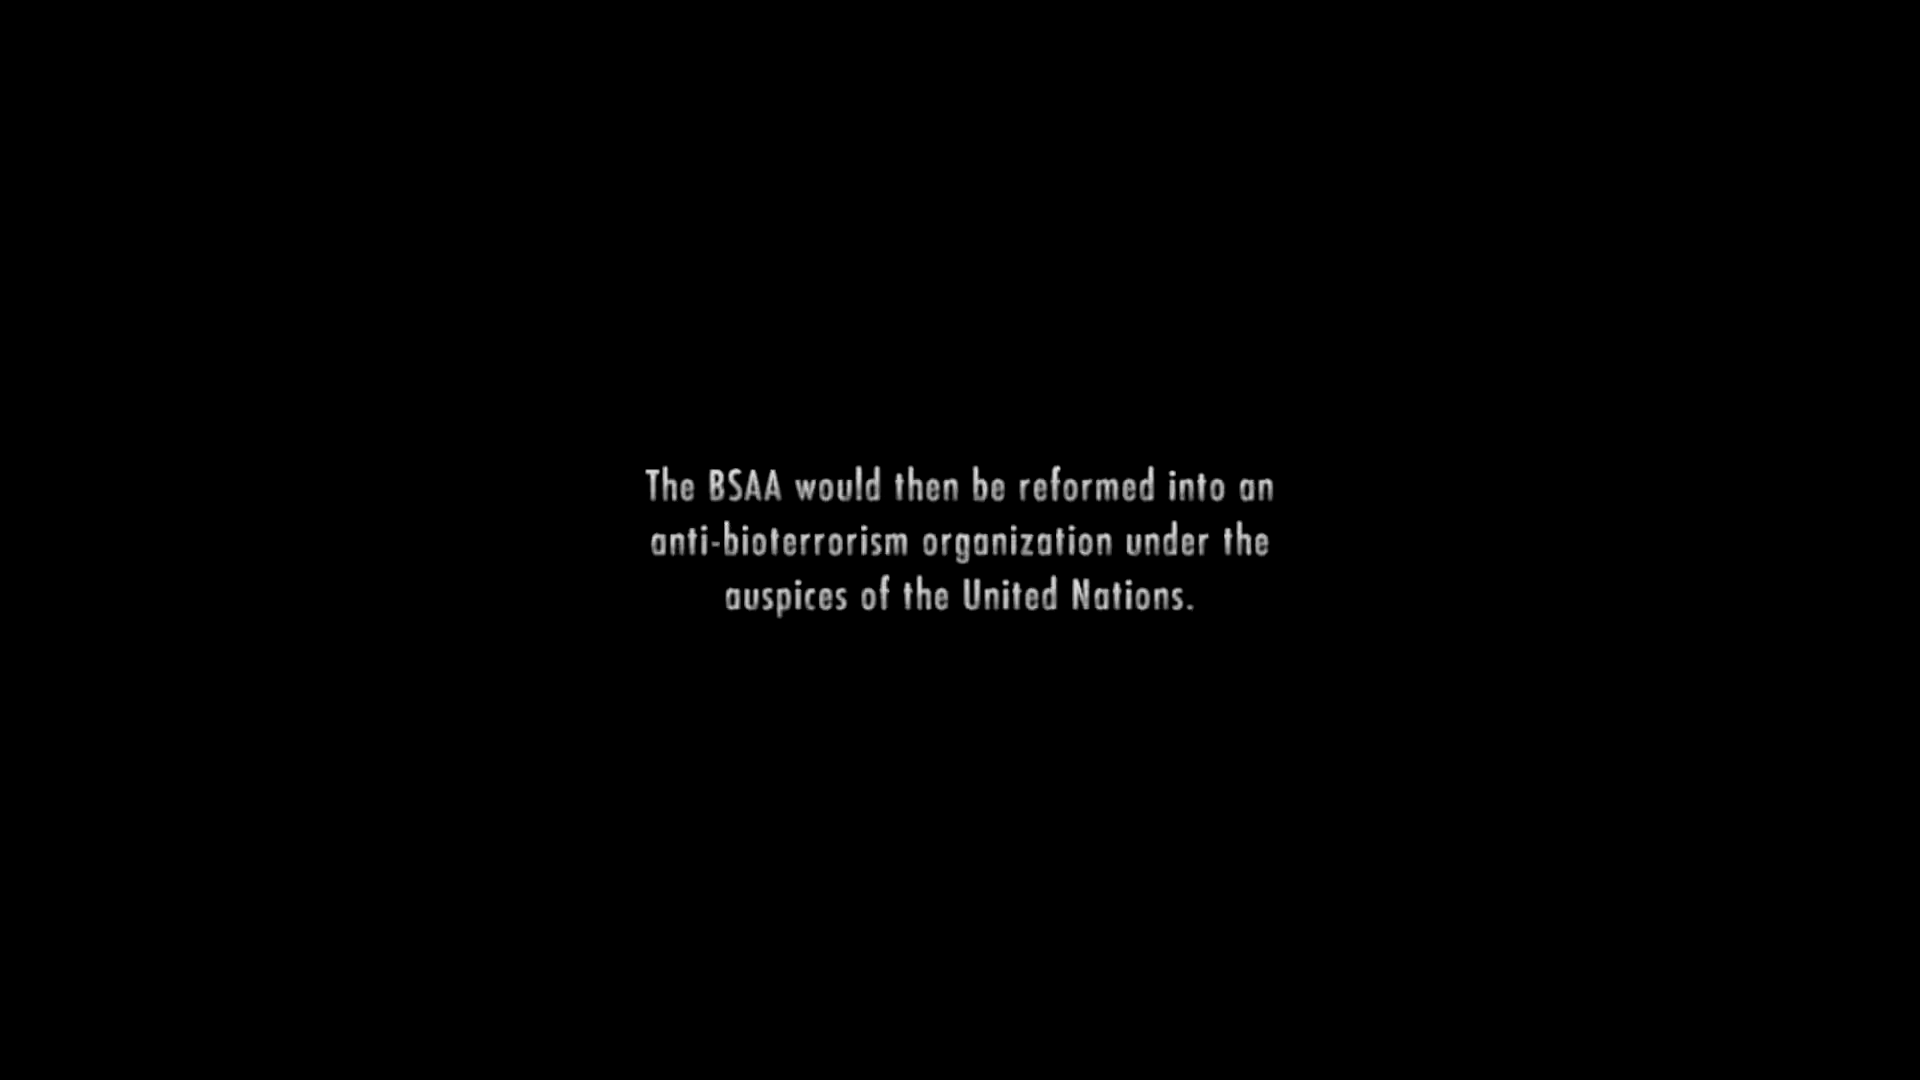 The BSAA would then be reformed into an
anti-bioterrorism organization under the
auspices of the United Nations.